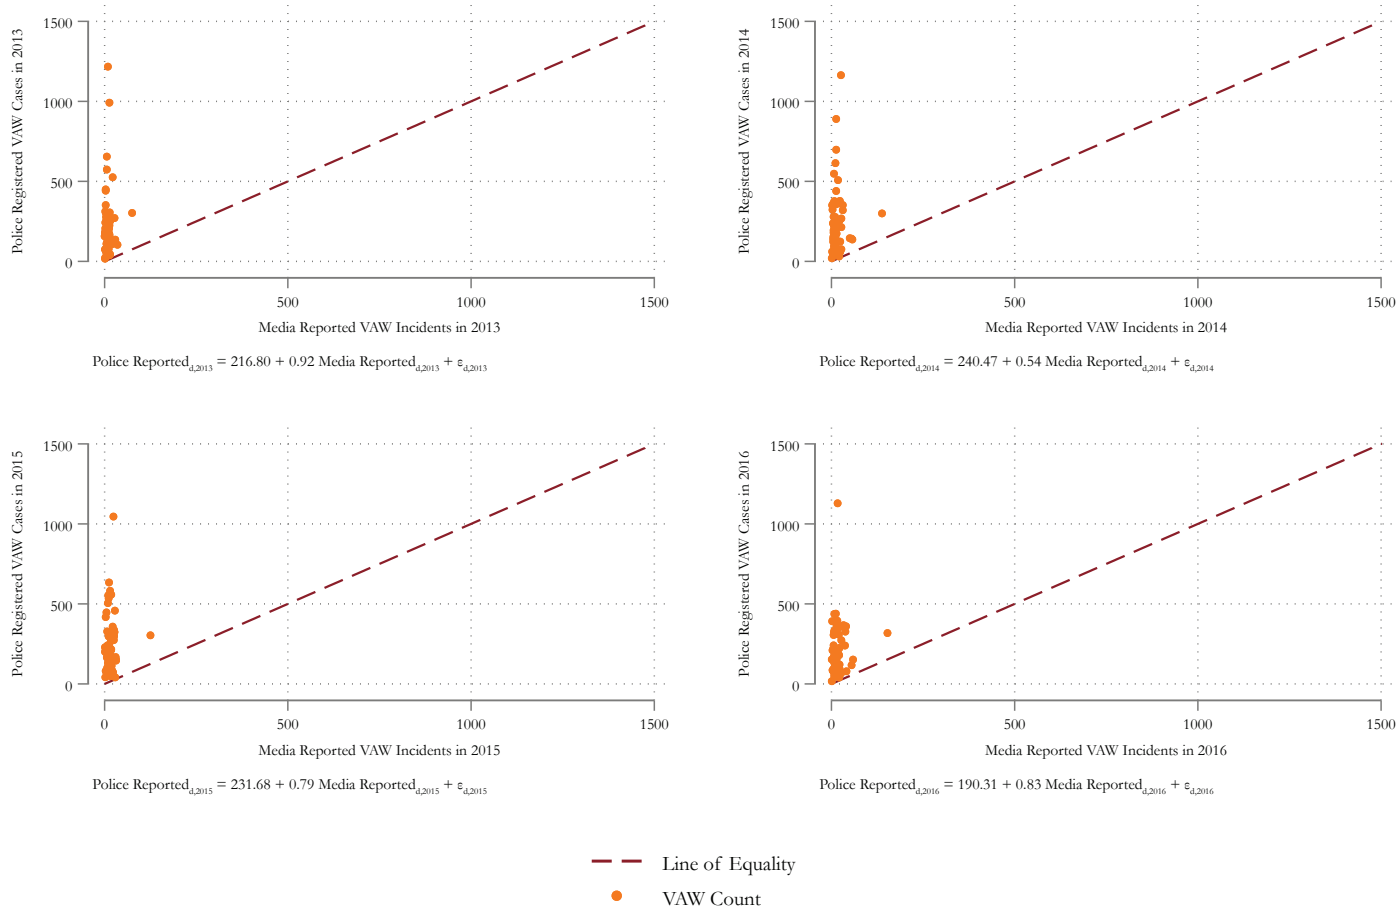 Police Registered VAW Cases in 2013
1500
1000
500
0
0 500 1000 1500
Media Reported VAW Incidents in 2013
Police Reported d,2013 = 216.80 + 0.92 Media Reported d,2013 + ε d,2013
Police Registered VAW Cases in 2014
1500
1000
500
0
0 500 1000 1500
Media Reported VAW Incidents in 2014
Police Reported d,2014 = 240.47 + 0.54 Media Reported d,2014 + ε d,2014
Police Registered VAW Cases in 2015
1500
1000
500
0
0 500 1000 1500
Media Reported VAW Incidents in 2015
Police Reported d,2015 = 231.68 + 0.79 Media Reported d,2015 + ε d,2015
Police Registered VAW Cases in 2016
1500
1000
500
0
0 500 1000 1500
Media Reported VAW Incidents in 2016
Police Reported d,2016 = 190.31 + 0.83 Media Reported d,2016 + ε d,2016
Line of Equality
VAW Count